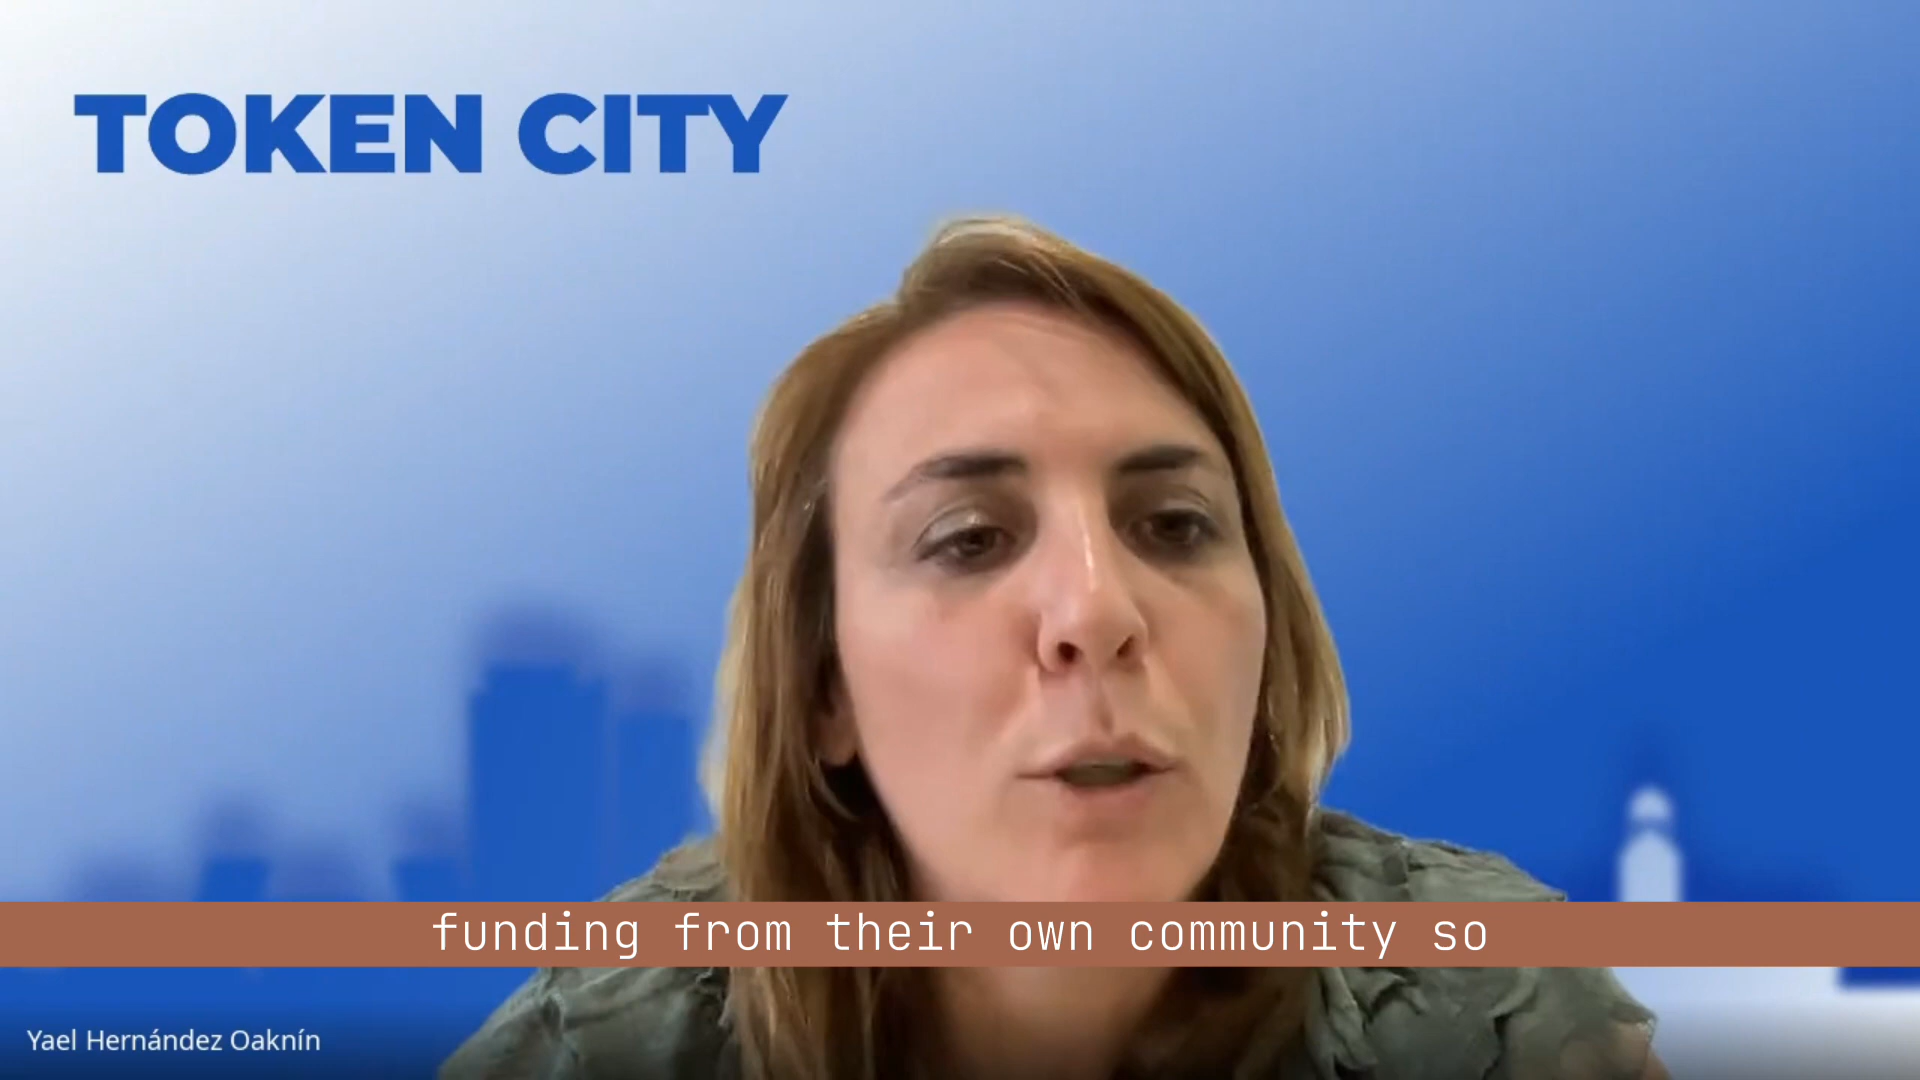 TOKEN CITY
funding from their own community so
Yael Hernández Oaknín